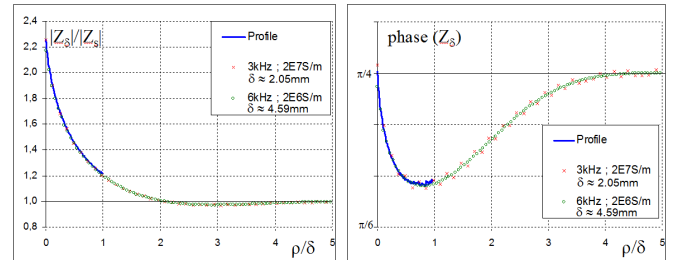 2,4
2,2
2,0
1,8
1,6
1,4
1,2
1,0
0,8
|Zδ|/|Zs|
Profile
3kHz ; 2E7S/m
δ ≈ 2.05mm
6kHz ; 2E6S/m
δ ≈ 4.59mm
0 1 2 3 4 5
ρ/δ
phase (Zδ)
π/4
π/6
Profile
3kHz ; 2E7S/m
δ ≈ 2.05mm
6kHz ; 2E6S/m
δ ≈ 4.59mm
0 1 2 3 4 5
ρ/δ